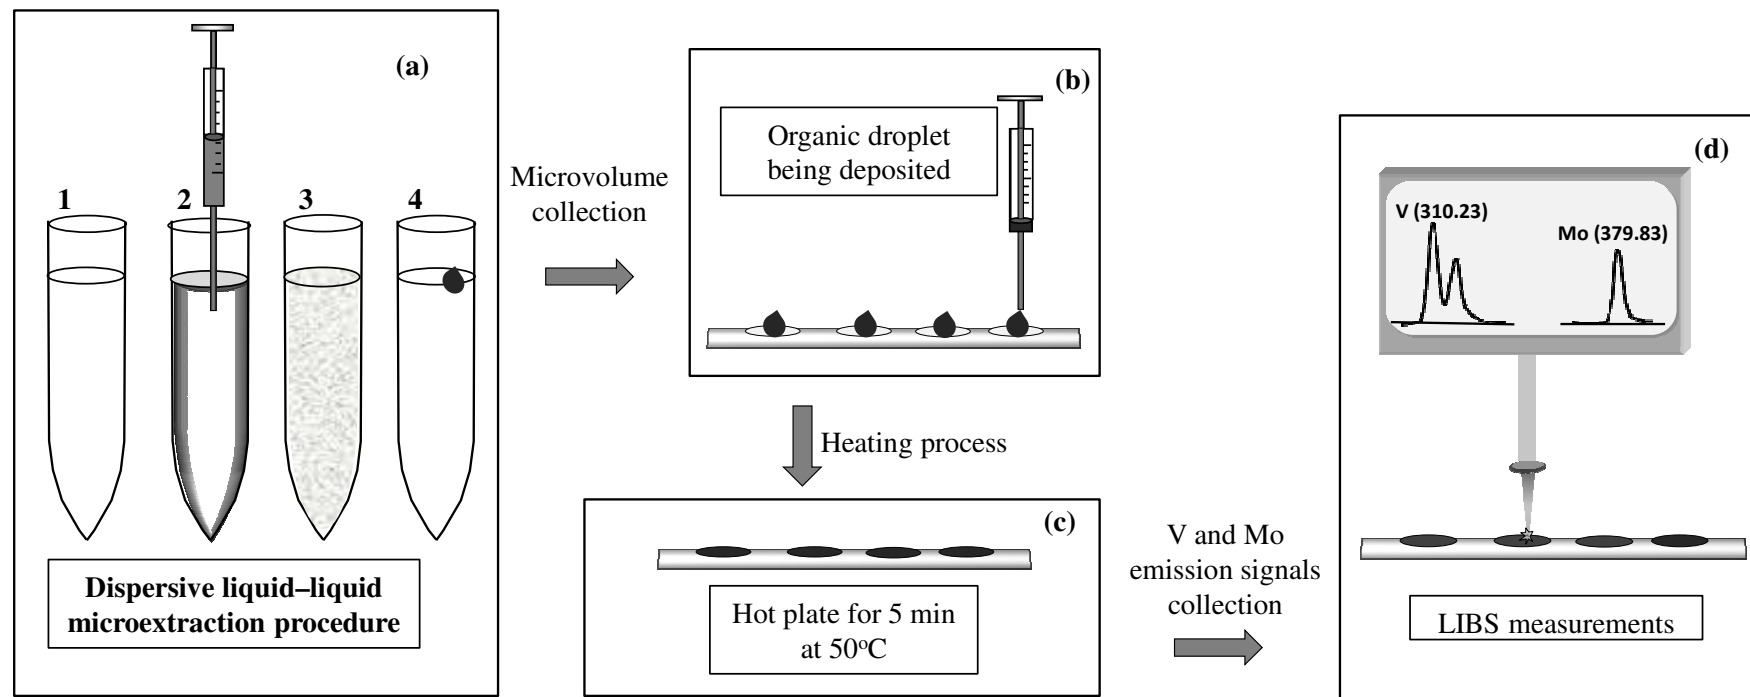 (a)
1 2 3 4
Dispersive liquid–liquid
microextraction procedure
Microvolume
collection
(b)
Organic droplet
being deposited
Heating process
(c)
Hot plate for 5 min
at 50°C
V and Mo
emission signals
collection
(d)
V (310.23)
Mo (379.83)
LIBS measurements